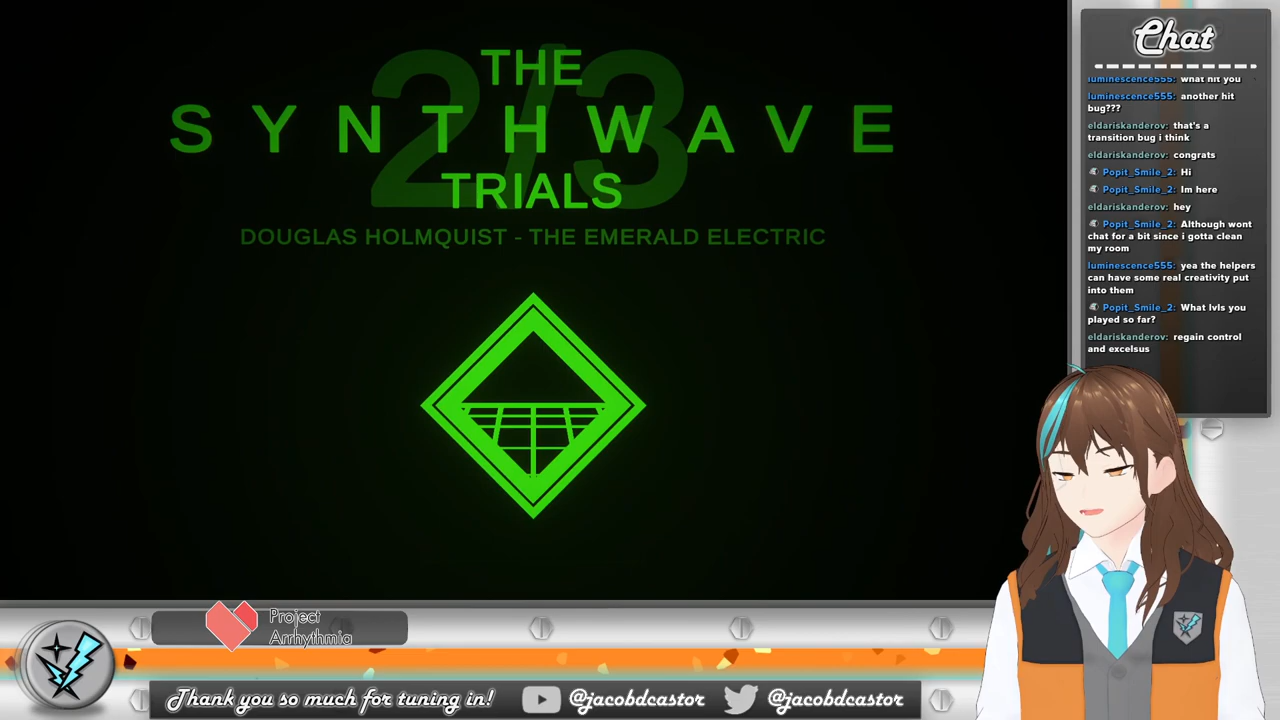 2/3
THE
SYNTHWAVE
TRIALS
DOUGLAS HOLMQUIST - THE EMERALD ELECTRIC
Chat
luminescence555: what hit you
luminescence555: another hit
bug???
eldariskanderov: that's a
transition bug i think
eldariskanderov: congrats
Popit_Smile_2: Hi
Popit_Smile_2: Im here
eldariskanderov: hey
Popit_Smile_2: Although wont
chat for a bit since i gotta clean
my room
luminescence555: yea the helpers
can have some real creativity put
into them
Popit_Smile_2: What lvls you
played so far?
eldariskanderov: regain control
and excelsus
Project
Arrhythmia
Thank you so much for tuning in!
@jacobdcastor
@jacobdcastor